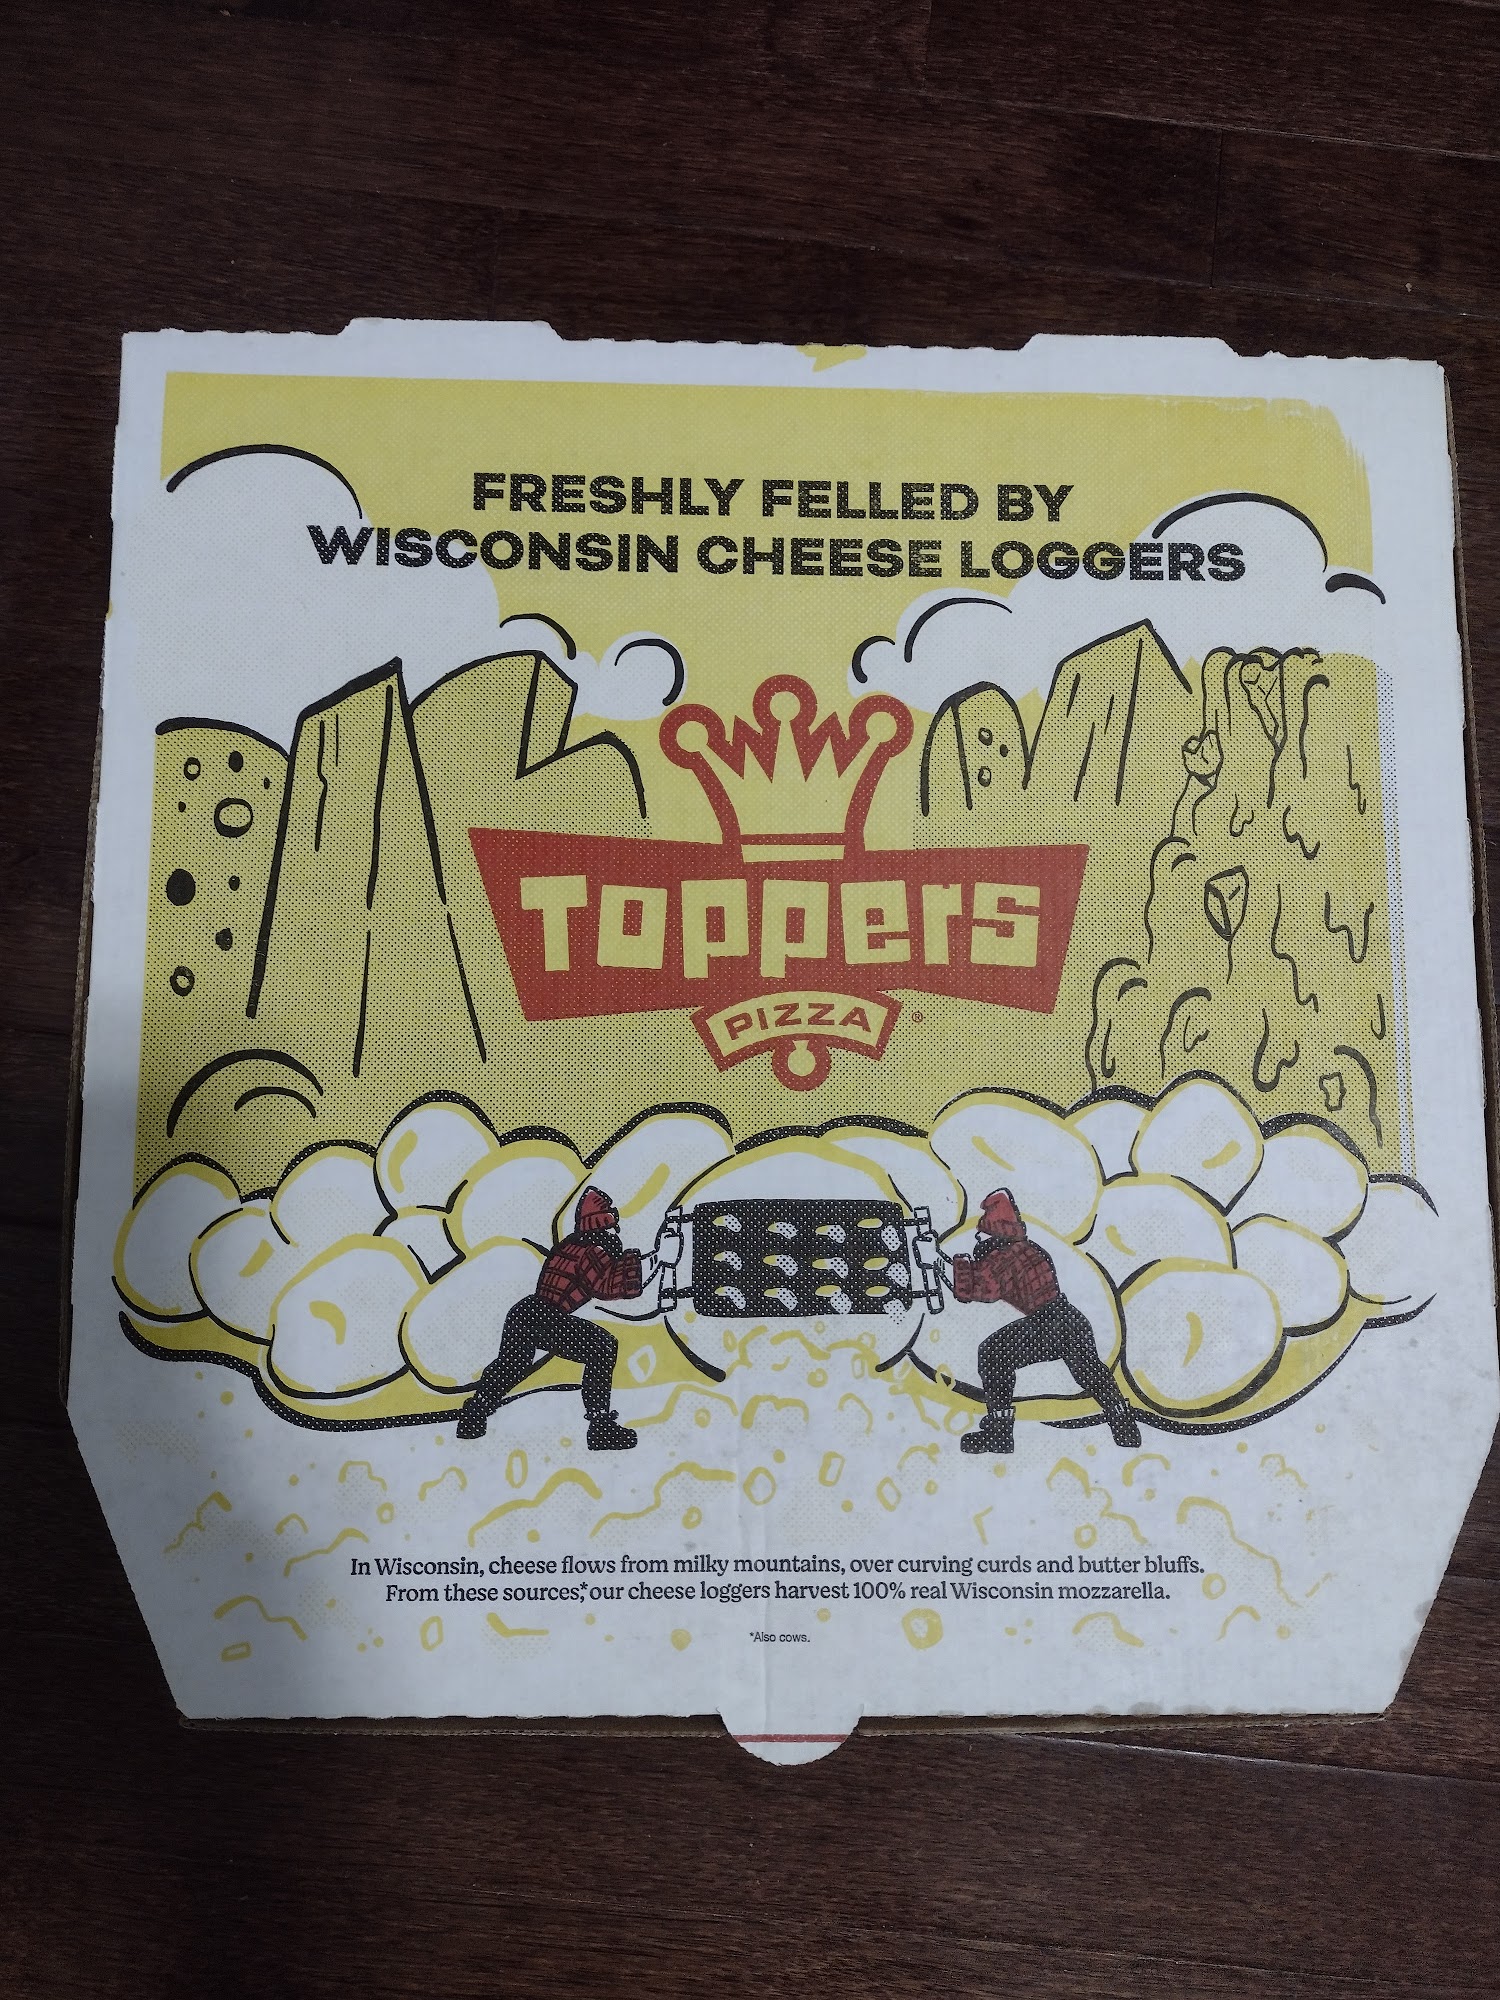 FRESHLY FELLED BY
WISCONSIN CHEESE LOGGERS
Toppers
PIZZA ®
In Wisconsin, cheese flows from milky mountains, over curving curds and butter bluffs.
From these sources,* our cheese loggers harvest 100% real Wisconsin mozzarella.
*Also cows.